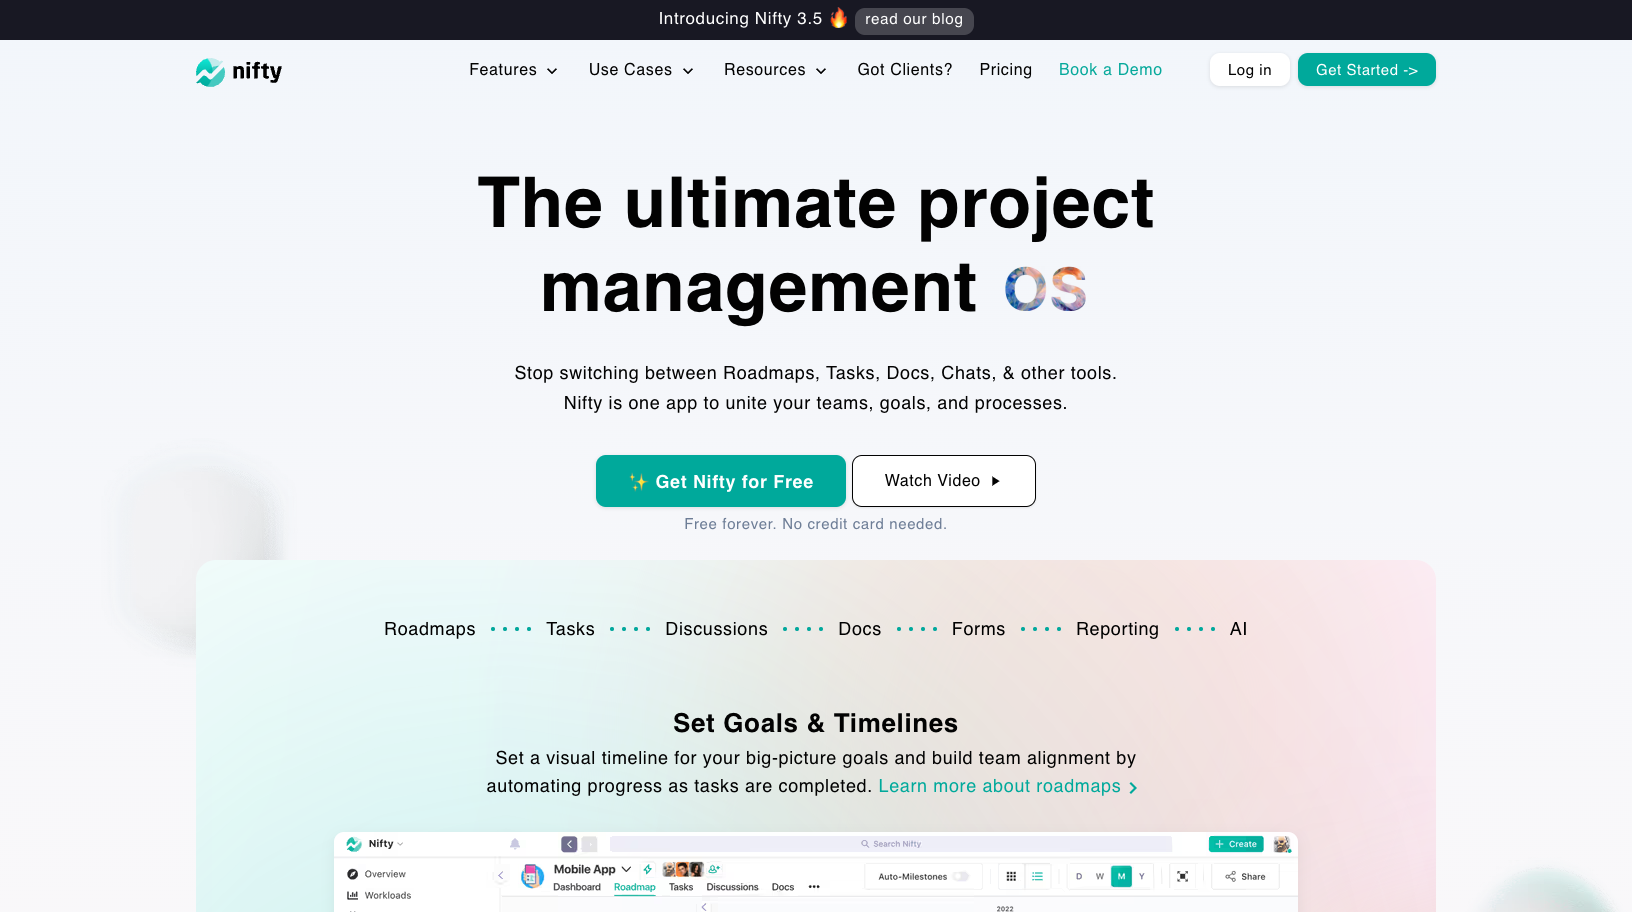 Introducing Nifty 3.5 🔥 read our blog
nifty
Features
Use Cases
Resources
Got Clients?
Pricing
Book a Demo
Log in
Get Started ->
The ultimate project
management OS
Stop switching between Roadmaps, Tasks, Docs, Chats, & other tools.
Nifty is one app to unite your teams, goals, and processes.
✨ Get Nifty for Free
Watch Video
Free forever. No credit card needed.
Roadmaps
Tasks
Discussions
Docs
Forms
Reporting
AI
Set Goals & Timelines
Set a visual timeline for your big-picture goals and build team alignment by
automating progress as tasks are completed. Learn more about roadmaps
Nifty
Search Nifty
+ Create
Overview
Workloads
Mobile App
Dashboard
Roadmap
Tasks
Discussions
Docs
Auto-Milestones
D
W
M
Y
Share
2022